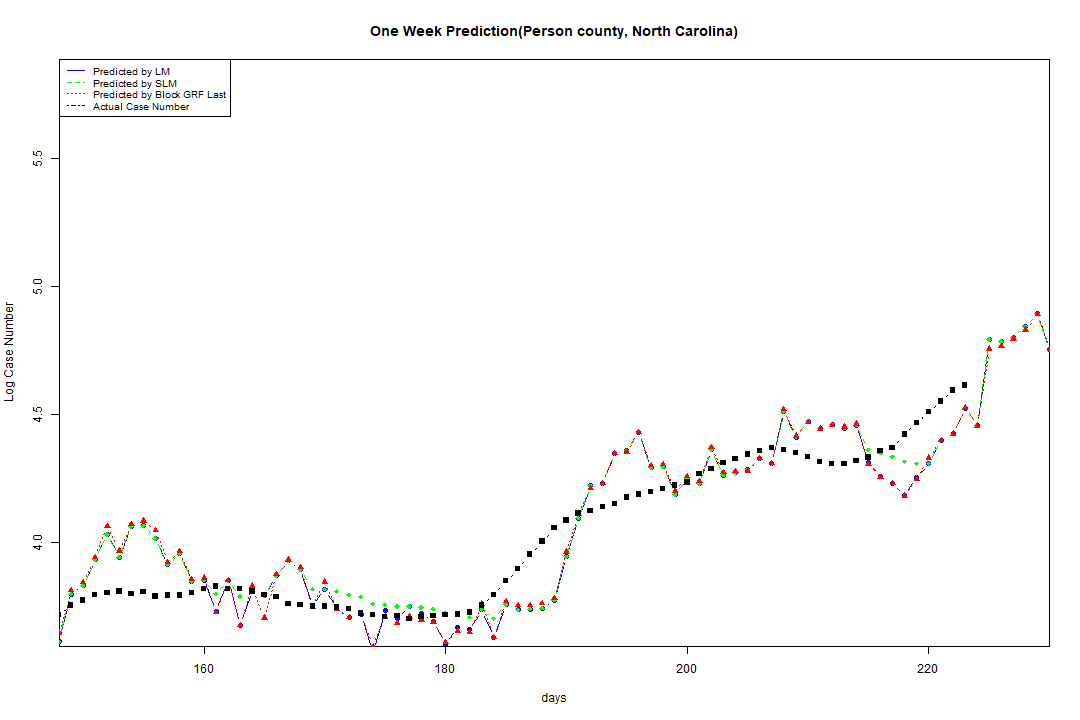 One Week Prediction(Person county, North Carolina)
Predicted by LM
Predicted by SLM
Predicted by Block GRF Last
Actual Case Number
5.5
5.0
4.5
4.0
Log Case Number
160 180 200 220
days